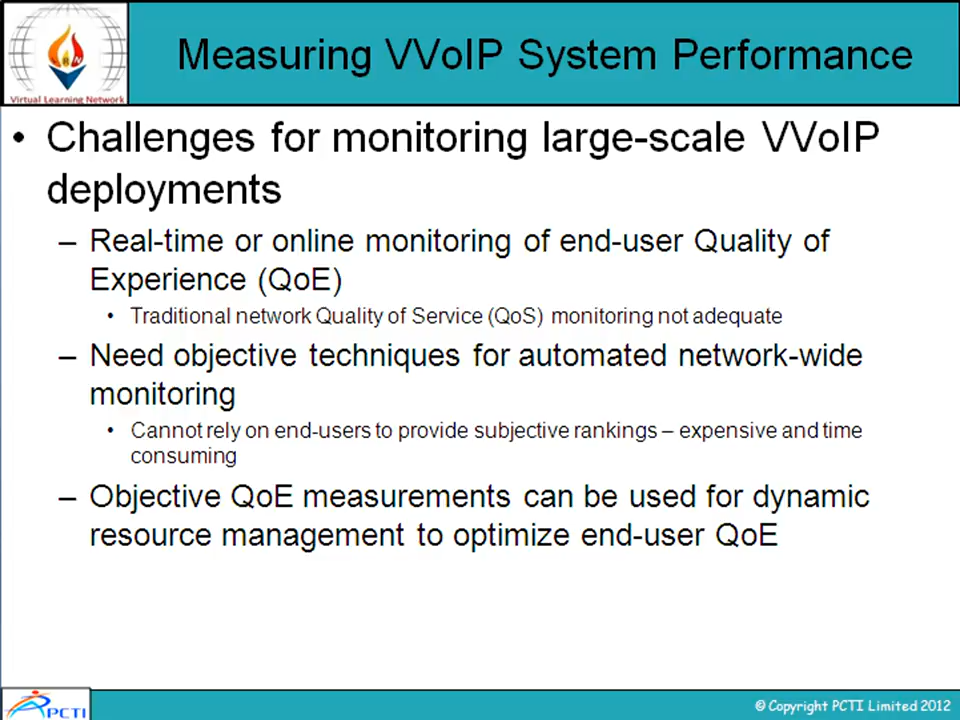 Measuring VVoIP System Performance
Virtual Learning Network
• Challenges for monitoring large-scale VVoIP
deployments
– Real-time or online monitoring of end-user Quality of
Experience (QoE)
• Traditional network Quality of Service (QoS) monitoring not adequate
– Need objective techniques for automated network-wide
monitoring
• Cannot rely on end-users to provide subjective rankings – expensive and time
consuming
– Objective QoE measurements can be used for dynamic
resource management to optimize end-user QoE
PCTI
© Copyright PCTI Limited 2012